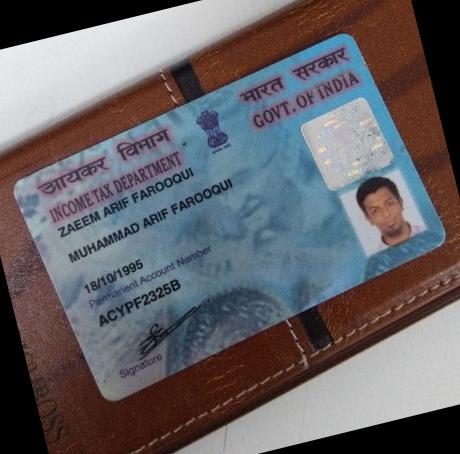 आयकर विभाग
INCOME TAX DEPARTMENT
भारत सरकार
GOVT. OF INDIA
ZAEEM ARIF FAROOQUI
MUHAMMAD ARIF FAROOQUI
18/10/1995
Permanent Account Number
ACYPF2325B
Signature